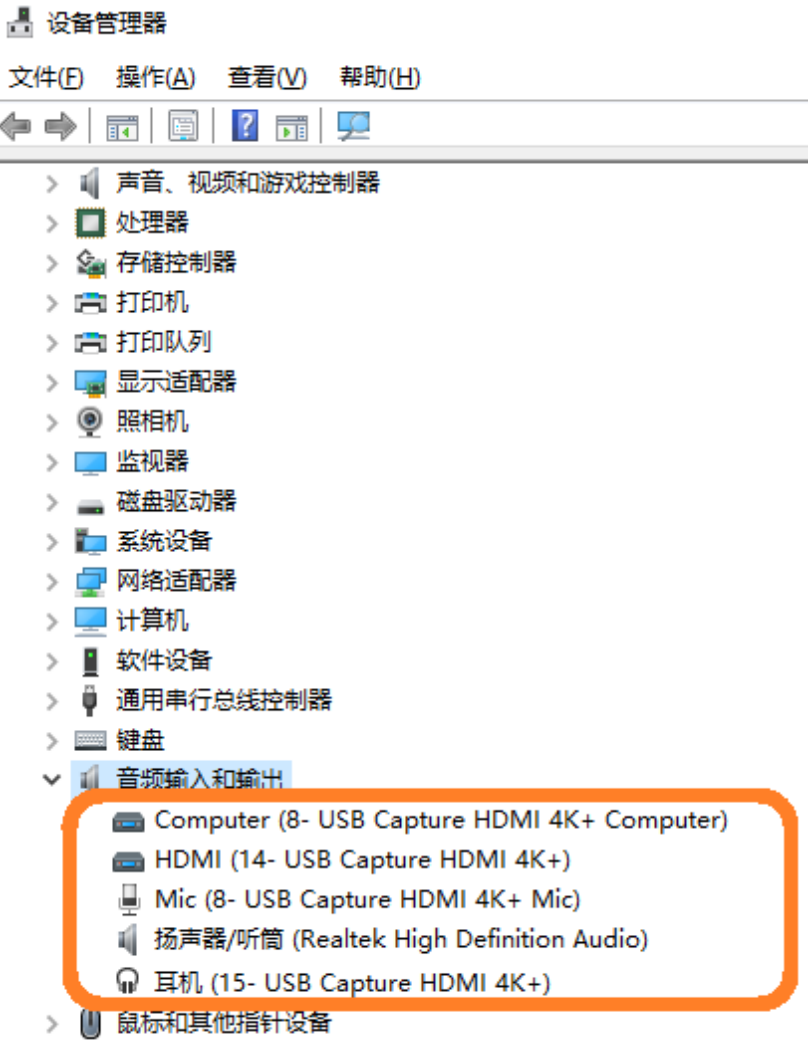 设备管理器
文件(F) 操作(A) 查看(V) 帮助(H)
声音、视频和游戏控制器
处理器
存储控制器
打印机
打印队列
显示适配器
照相机
监视器
磁盘驱动器
系统设备
网络适配器
计算机
软件设备
通用串行总线控制器
键盘
音频输入和输出
Computer (8- USB Capture HDMI 4K+ Computer)
HDMI (14- USB Capture HDMI 4K+)
Mic (8- USB Capture HDMI 4K+ Mic)
扬声器/听筒 (Realtek High Definition Audio)
耳机 (15- USB Capture HDMI 4K+)
鼠标和其他指针设备